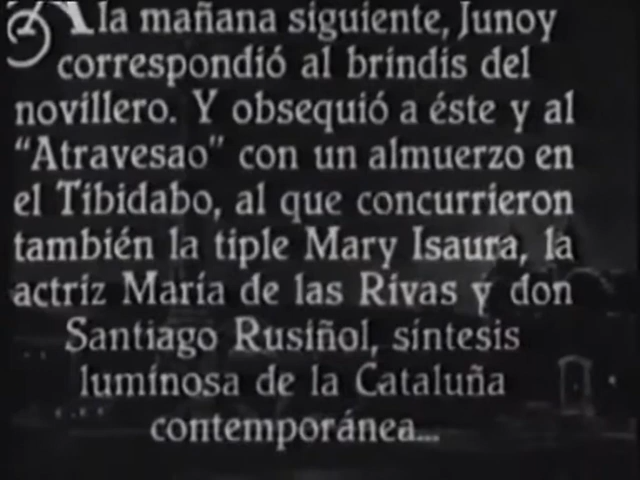 A la mañana siguiente, Junoy
correspondió al brindis del
novillero. Y obsequió a éste y al
"Atravesao" con un almuerzo en
el Tibidabo, al que concurrieron
también la tiple Mary Isaura, la
actriz María de las Rivas y don
Santiago Rusiñol, síntesis
luminosa de la Cataluña
contemporánea...